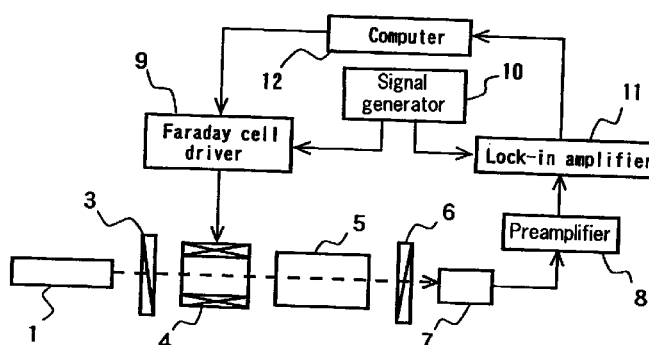 Computer
12
9
Signal
generator
10
11
Faraday cell
driver
Lock-in amplifier
3
5
6
Preamplifier
8
1
4
7